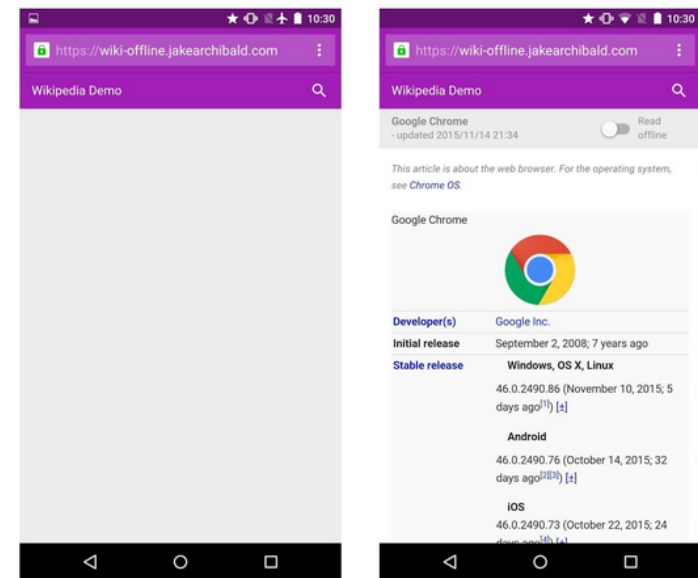 10:30
https://wiki-offline.jakearchibald.com
Wikipedia Demo
10:30
https://wiki-offline.jakearchibald.com
Wikipedia Demo
Google Chrome
- updated 2015/11/14 21:34
Read
offline
This article is about the web browser. For the operating system,
see Chrome OS.
Google Chrome
Developer(s) Google Inc.
Initial release September 2, 2008; 7 years ago
Stable release Windows, OS X, Linux
46.0.2490.86 (November 10, 2015; 5
days ago[1]) [±]
Android
46.0.2490.76 (October 14, 2015; 32
days ago[2][3]) [±]
iOS
46.0.2490.73 (October 22, 2015; 24
days ago[4]) [±]